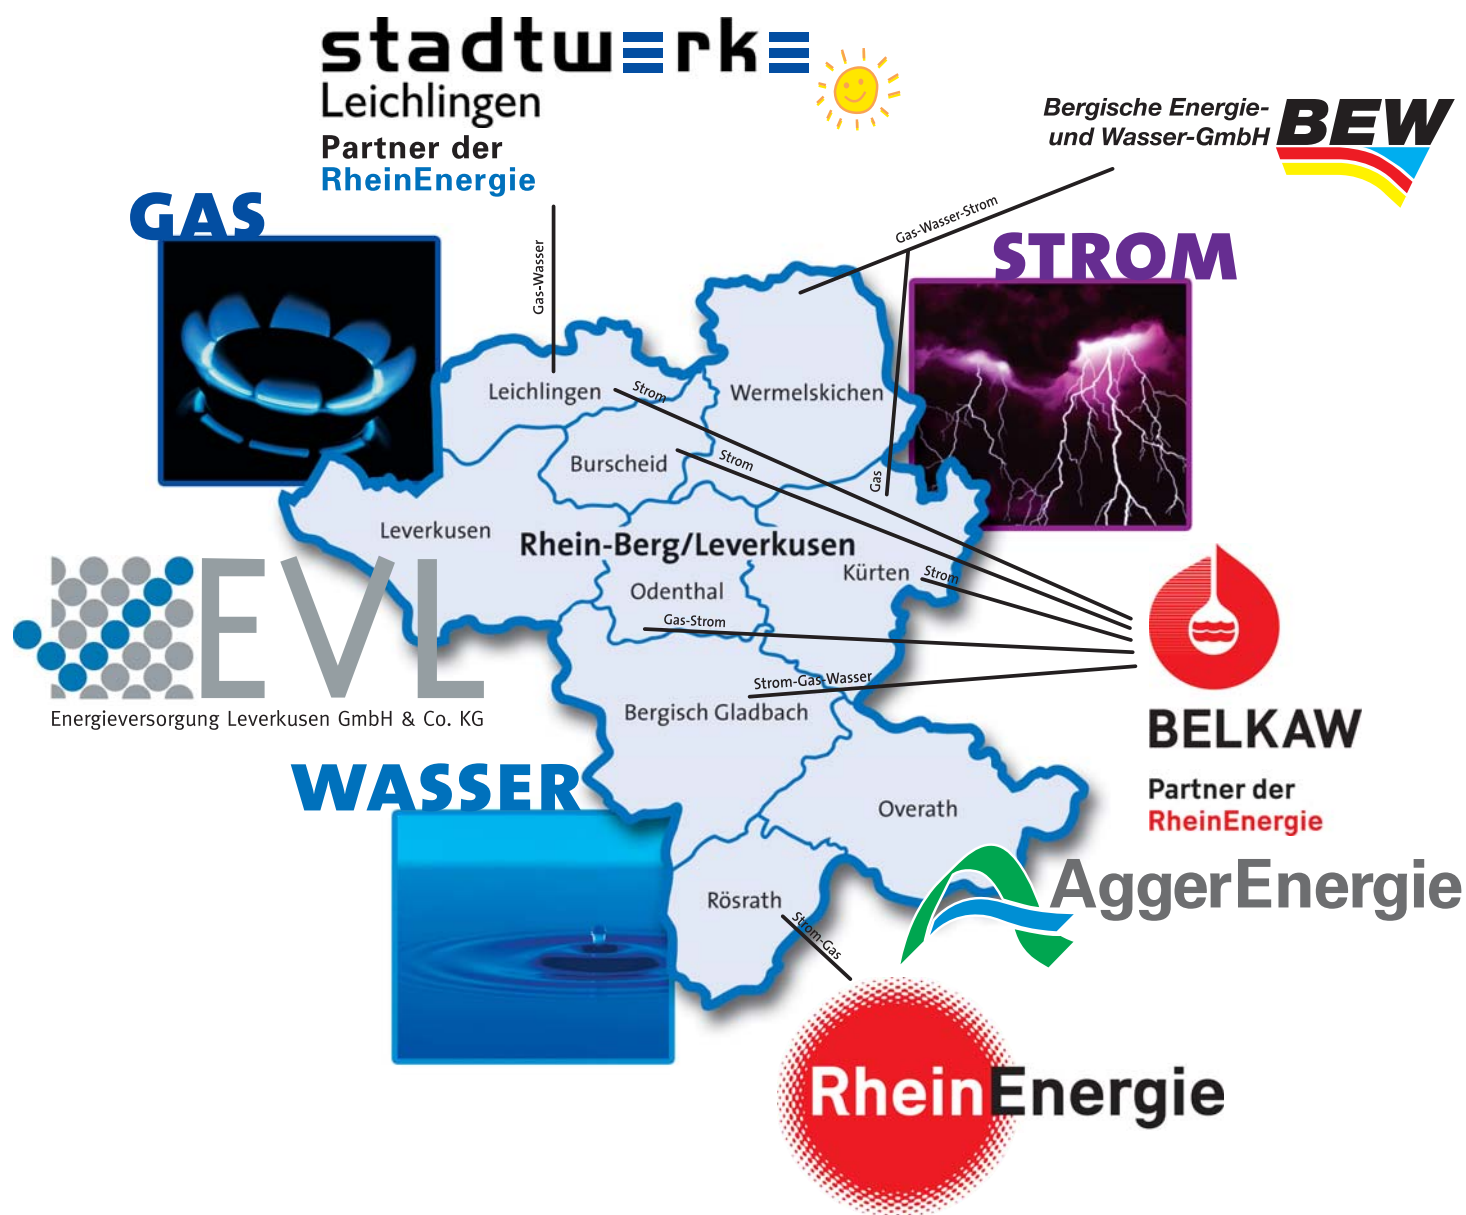 stadtwerke
Leichlingen
Partner der
RheinEnergie
Bergische Energie-
und Wasser-GmbH
BEW
GAS
Gas-Wasser
Gas-Wasser-Strom
STROM
Leichlingen
Strom
Wermelskichen
Burscheid
Strom
Gas
Leverkusen
Rhein-Berg/Leverkusen
Kürten
Strom
Odenthal
Gas-Strom
EVL
Energieversorgung Leverkusen GmbH & Co. KG
Strom-Gas-Wasser
Bergisch Gladbach
BELKAW
Partner der
RheinEnergie
WASSER
Overath
AggerEnergie
Rösrath
Strom-Gas
RheinEnergie